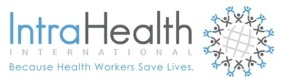 IntraHealth
INTERNATIONAL
Because Health Workers Save Lives.